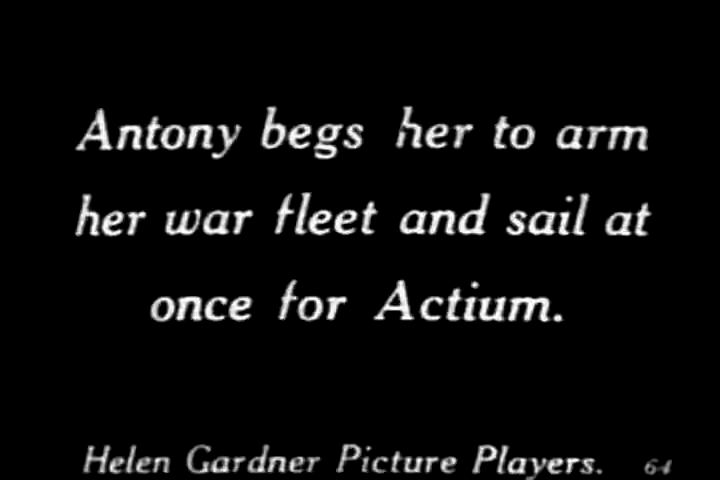 Antony begs her to arm
her war fleet and sail at
once for Actium.
Helen Gardner Picture Players. 64